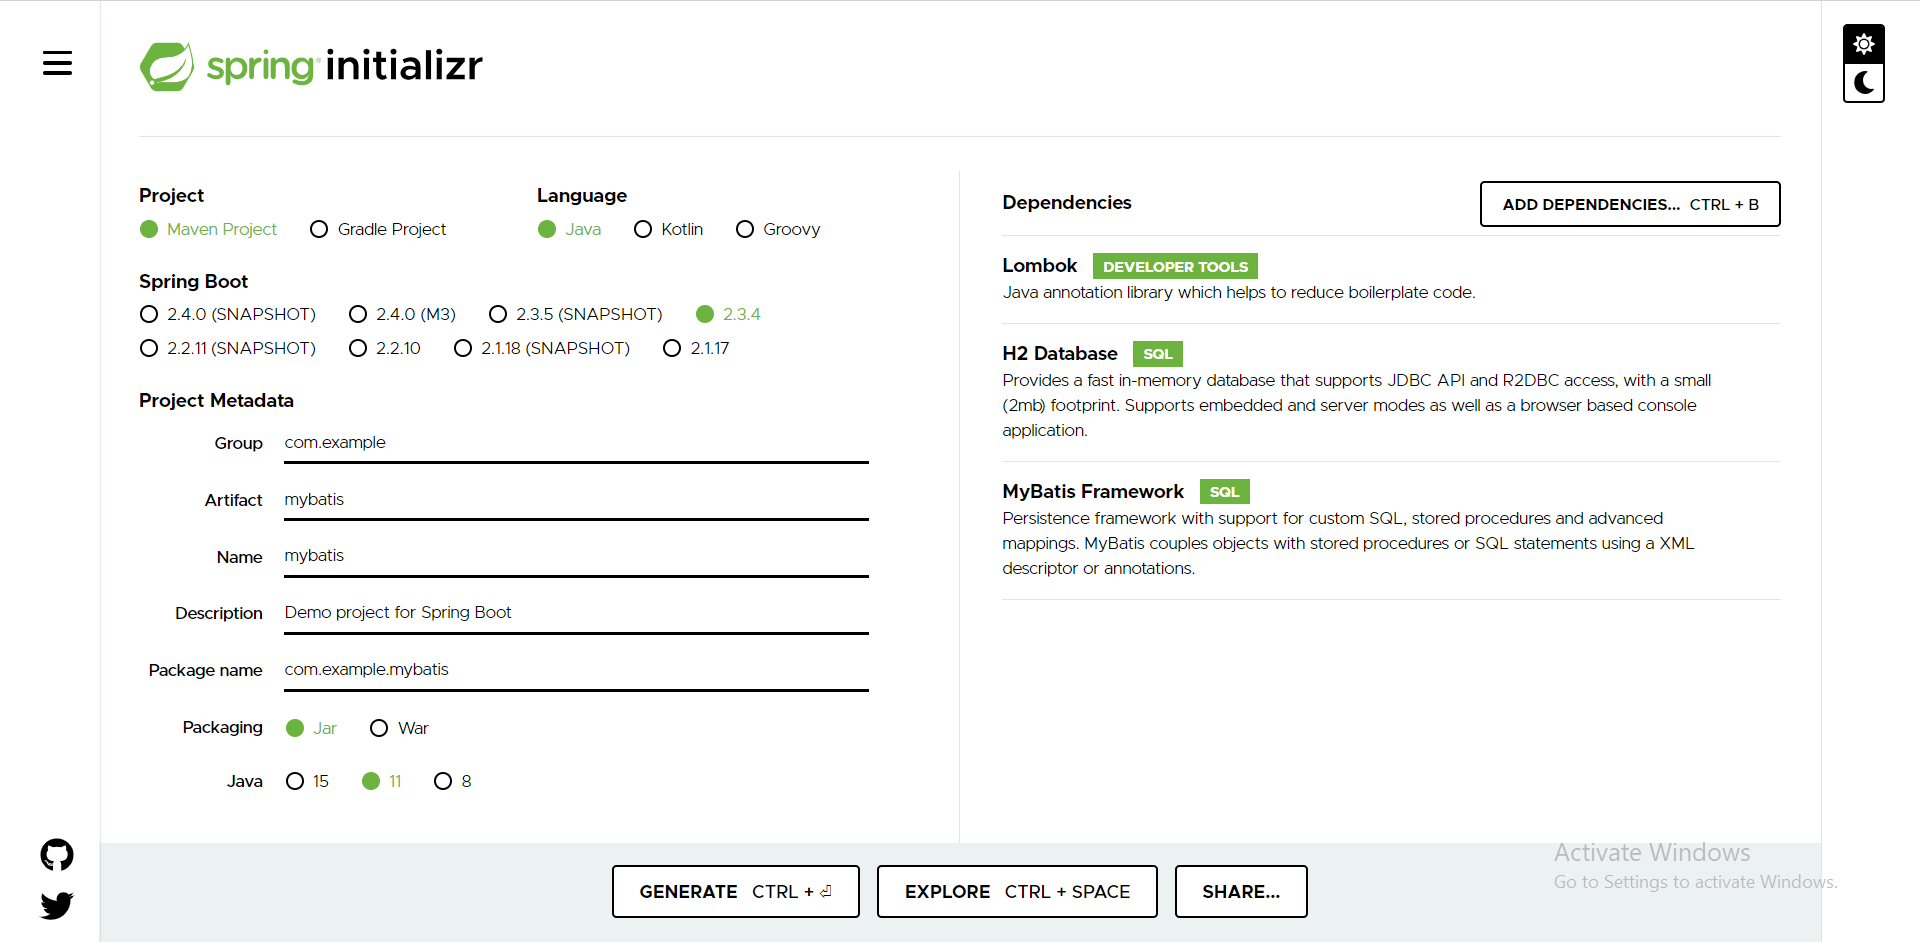 spring initializr
Project
Maven Project Gradle Project
Language
Java Kotlin Groovy
Spring Boot
2.4.0 (SNAPSHOT) 2.4.0 (M3) 2.3.5 (SNAPSHOT) 2.3.4
2.2.11 (SNAPSHOT) 2.2.10 2.1.18 (SNAPSHOT) 2.1.17
Project Metadata
Group com.example
Artifact mybatis
Name mybatis
Description Demo project for Spring Boot
Package name com.example.mybatis
Packaging Jar War
Java 15 11 8
Dependencies
ADD DEPENDENCIES... CTRL + B
Lombok DEVELOPER TOOLS
Java annotation library which helps to reduce boilerplate code.
H2 Database SQL
Provides a fast in-memory database that supports JDBC API and R2DBC access, with a small
(2mb) footprint. Supports embedded and server modes as well as a browser based console
application.
MyBatis Framework SQL
Persistence framework with support for custom SQL, stored procedures and advanced
mappings. MyBatis couples objects with stored procedures or SQL statements using a XML
descriptor or annotations.
GENERATE CTRL + ⏎
EXPLORE CTRL + SPACE
SHARE...
Activate Windows
Go to Settings to activate Windows.